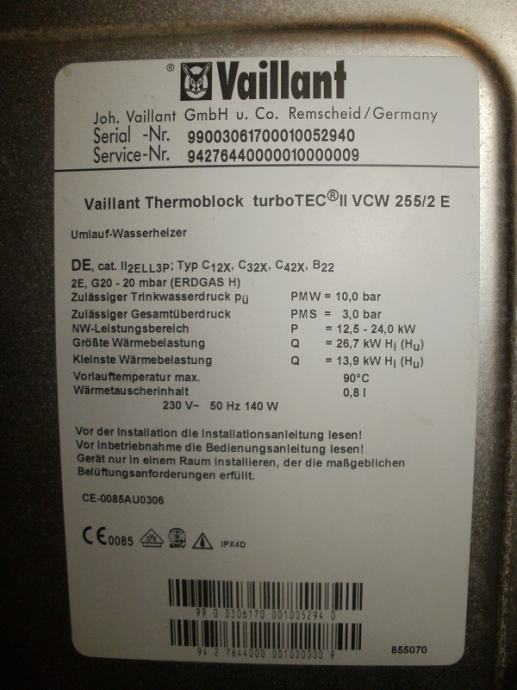 ® Vaillant
Joh. Vaillant GmbH u. Co. Remscheid/Germany
Serial -Nr. 99003061700010052940
Service-Nr. 94276440000010000009
Vaillant Thermoblock turboTEC®II VCW 255/2 E
Umlauf-Wasserheizer
DE, cat. II2ELL3P; Typ C12X, C32X, C42X, B22
2E, G20 - 20 mbar (ERDGAS H)
Zulässiger Trinkwasserdruck pü PMW = 10,0 bar
Zulässiger Gesamtüberdruck PMS = 3,0 bar
NW-Leistungsbereich P = 12,5 - 24,0 kW
Größte Wärmebelastung Q = 26,7 kW Hi (Hu)
Kleinste Wärmebelastung Q = 13,9 kW Hi (Hu)
Vorlauftemperatur max. 90°C
Wärmetauscherinhalt 0,8 l
230 V~ 50 Hz 140 W
Vor der Installation die Installationsanleitung lesen!
Vor Inbetriebnahme die Bedienungsanleitung lesen!
Gerät nur in einem Raum installieren, der die maßgeblichen
Belüftungsanforderungen erfüllt.
CE-0085AU0306
CE0085 IPX4D
99 0 0306170 001005294 0
94 2 7644000 001000000 9
855070